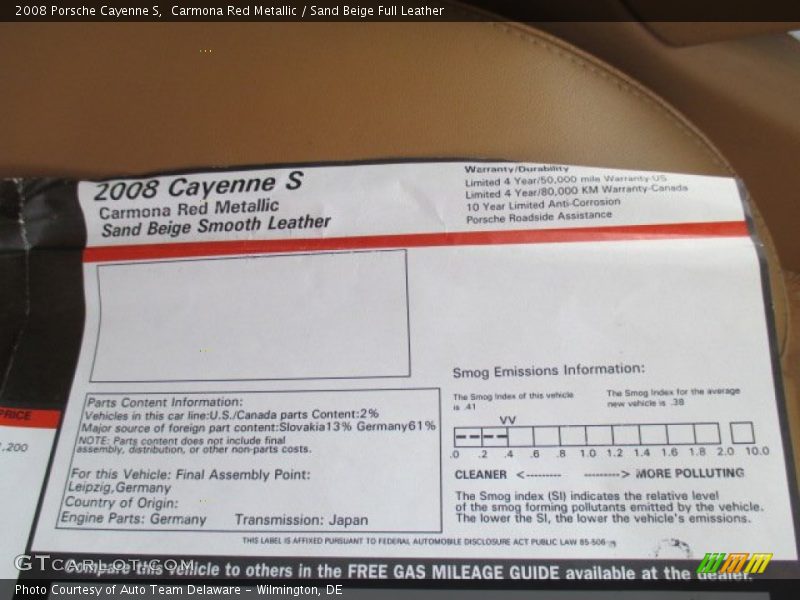 2008 Porsche Cayenne S,  Carmona Red Metallic / Sand Beige Full Leather
2008 Cayenne S
Carmona Red Metallic
Sand Beige Smooth Leather
Warranty/Durability
Limited 4 Year/50,000 mile Warranty-US
Limited 4 Year/80,000 KM Warranty-Canada
10 Year Limited Anti-Corrosion
Porsche Roadside Assistance
Parts Content Information:
Vehicles in this car line:U.S./Canada parts Content:2%
Major source of foreign part content:Slovakia13% Germany61%
NOTE: Parts content does not include final
assembly, distribution, or other non-parts costs.
For this Vehicle: Final Assembly Point:
Leipzig,Germany
Country of Origin:
Engine Parts: Germany Transmission: Japan
PRICE
.200
Smog Emissions Information:
The Smog Index of this vehicle
is .41
The Smog Index for the average
new vehicle is .38
VV
.0 .2 .4 .6 .8 1.0 1.2 1.4 1.6 1.8 2.0 10.0
CLEANER <--------- ---------> MORE POLLUTING
The Smog index (SI) indicates the relative level
of the smog forming pollutants emitted by the vehicle.
The lower the SI, the lower the vehicle's emissions.
THIS LABEL IS AFFIXED PURSUANT TO FEDERAL AUTOMOBILE DISCLOSURE ACT PUBLIC LAW 85-506
Compare this vehicle to others in the FREE GAS MILEAGE GUIDE available at the dealer.
GTCARLOT.COM
Photo Courtesy of Auto Team Delaware - Wilmington, DE